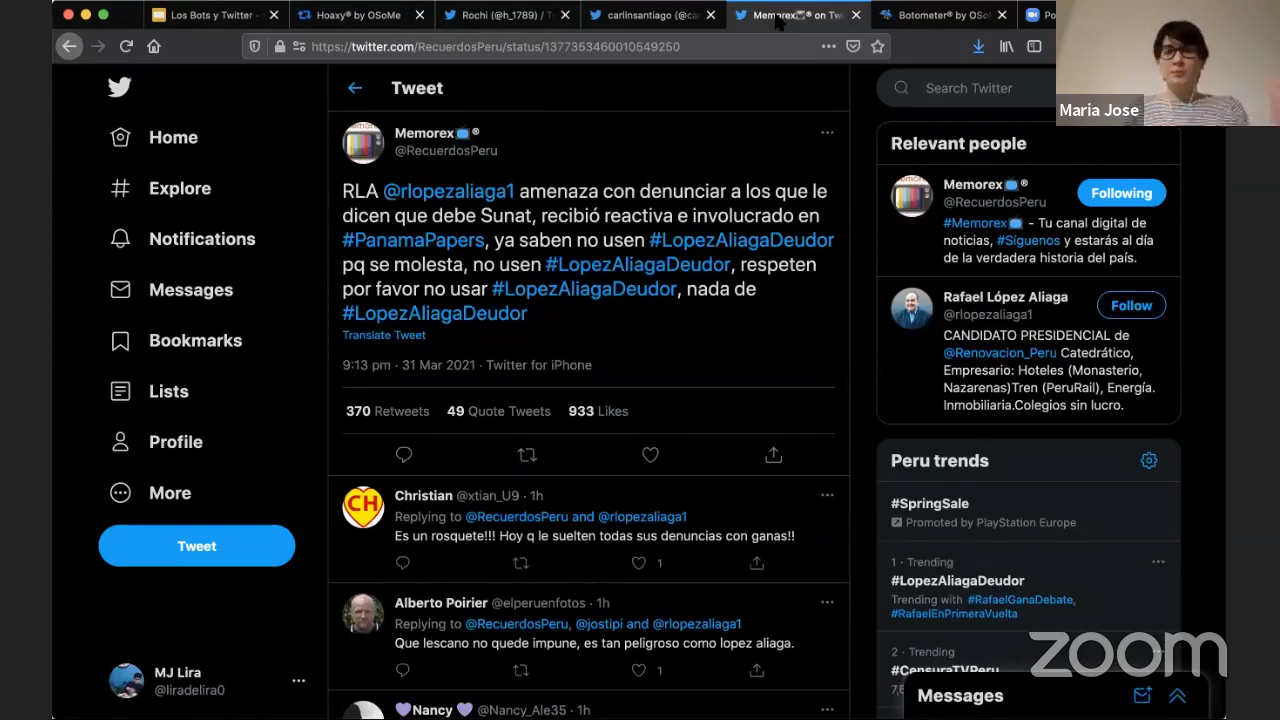 Los Bots y Twitter -
Hoaxy® by OSoMe
Rochi (@h_1789) / T
carlinsantiago (@ca
Memorex📺® on Twi
Botometer® by OSo
Po
https://twitter.com/RecuerdosPeru/status/1377353460010549250
Maria Jose
Home
Explore
Notifications
Messages
Bookmarks
Lists
Profile
More
Tweet
MJ Lira
@liradelira0
Tweet
Memorex📺®
@RecuerdosPeru
RLA @rlopezaliaga1 amenaza con denunciar a los que le
dicen que debe Sunat, recibió reactiva e involucrado en
#PanamaPapers, ya saben no usen #LopezAliagaDeudor
pq se molesta, no usen #LopezAliagaDeudor, respeten
por favor no usar #LopezAliagaDeudor, nada de
#LopezAliagaDeudor
Translate Tweet
9:13 pm · 31 Mar 2021 · Twitter for iPhone
370 Retweets 49 Quote Tweets 933 Likes
CH
Christian @xtian_U9 · 1h
Replying to @RecuerdosPeru and @rlopezaliaga1
Es un rosquete!!! Hoy q le suelten todas sus denuncias con ganas!!
1
Alberto Poirier @elperuenfotos · 1h
Replying to @RecuerdosPeru, @jostipi and @rlopezaliaga1
Que lescano no quede impune, es tan peligroso como lopez aliaga.
1
💜Nancy 💜 @Nancy_Ale35 · 1h
Search Twitter
Relevant people
Memorex📺®
@RecuerdosPeru
Following
#Memorex📺 - Tu canal digital de
noticias, #Síguenos y estarás al día
de la verdadera historia del país.
Rafael López Aliaga
@rlopezaliaga1
Follow
CANDIDATO PRESIDENCIAL de
@Renovacion_Peru Catedrático,
Empresario: Hoteles (Monasterio,
Nazarenas)Tren (PeruRail), Energía.
Inmobiliaria.Colegios sin lucro.
Peru trends
#SpringSale
Promoted by PlayStation Europe
1 · Trending
#LopezAliagaDeudor
Trending with #RafaelGanaDebate,
#RafaelEnPrimeraVuelta
2 · Trending
#CensuraTVPeru
Messages
zoom